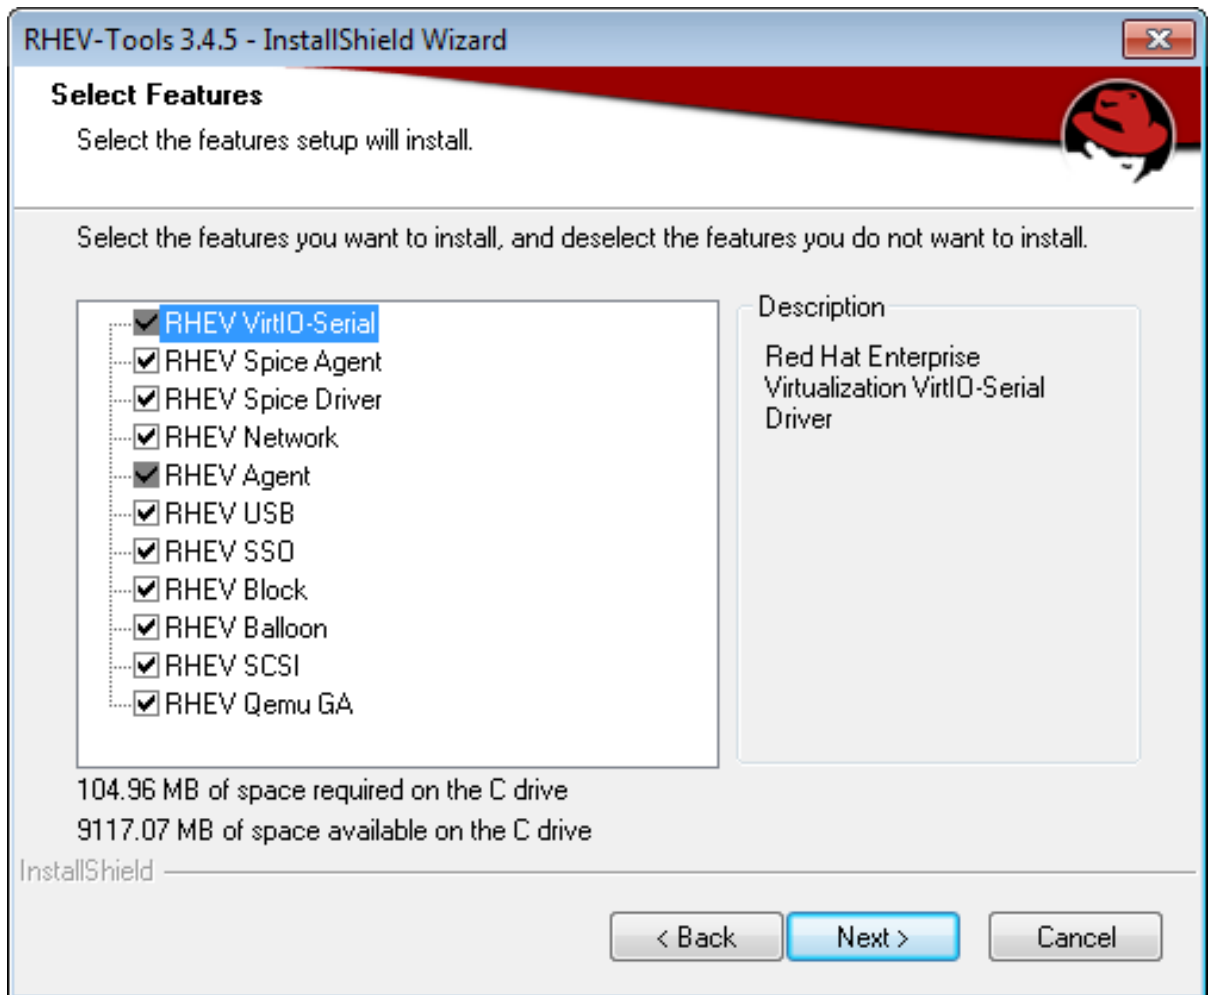 RHEV-Tools 3.4.5 - InstallShield Wizard
Select Features
Select the features setup will install.
Select the features you want to install, and deselect the features you do not want to install.
RHEV VirtIO-Serial
RHEV Spice Agent
RHEV Spice Driver
RHEV Network
RHEV Agent
RHEV USB
RHEV SSO
RHEV Block
RHEV Balloon
RHEV SCSI
RHEV Qemu GA
Description
Red Hat Enterprise
Virtualization VirtIO-Serial
Driver
104.96 MB of space required on the C drive
9117.07 MB of space available on the C drive
InstallShield
< Back
Next >
Cancel